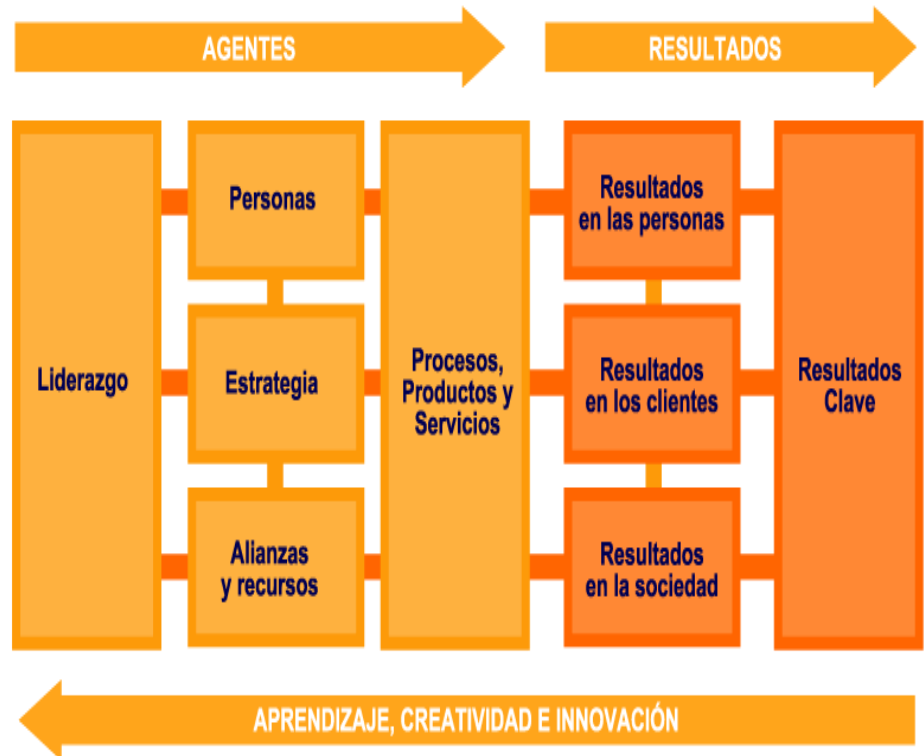 AGENTES
RESULTADOS
Liderazgo
Personas
Estrategia
Alianzas
y recursos
Procesos,
Productos y
Servicios
Resultados
en las personas
Resultados
en los clientes
Resultados
en la sociedad
Resultados
Clave
APRENDIZAJE, CREATIVIDAD E INNOVACIÓN